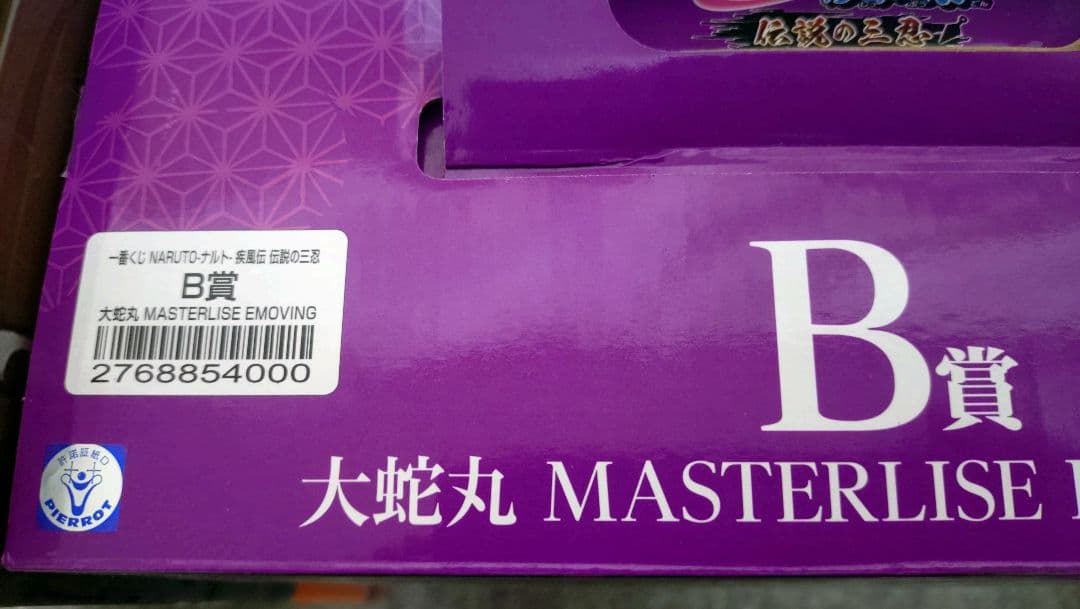 伝説の三忍
一番くじ NARUTO-ナルト- 疾風伝 伝説の三忍
B賞
大蛇丸 MASTERLISE EMOVING
2768854000
B賞
許諾証紙D
PIERROT
大蛇丸 MASTERLISE